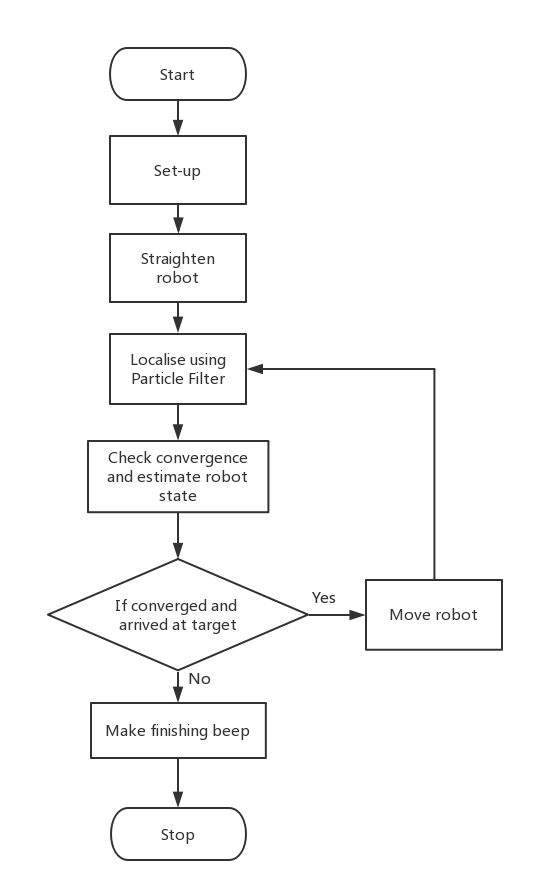 Start
Set-up
Straighten
robot
Localise using
Particle Filter
Check convergence
and estimate robot
state
If converged and
arrived at target
Yes
Move robot
No
Make finishing beep
Stop